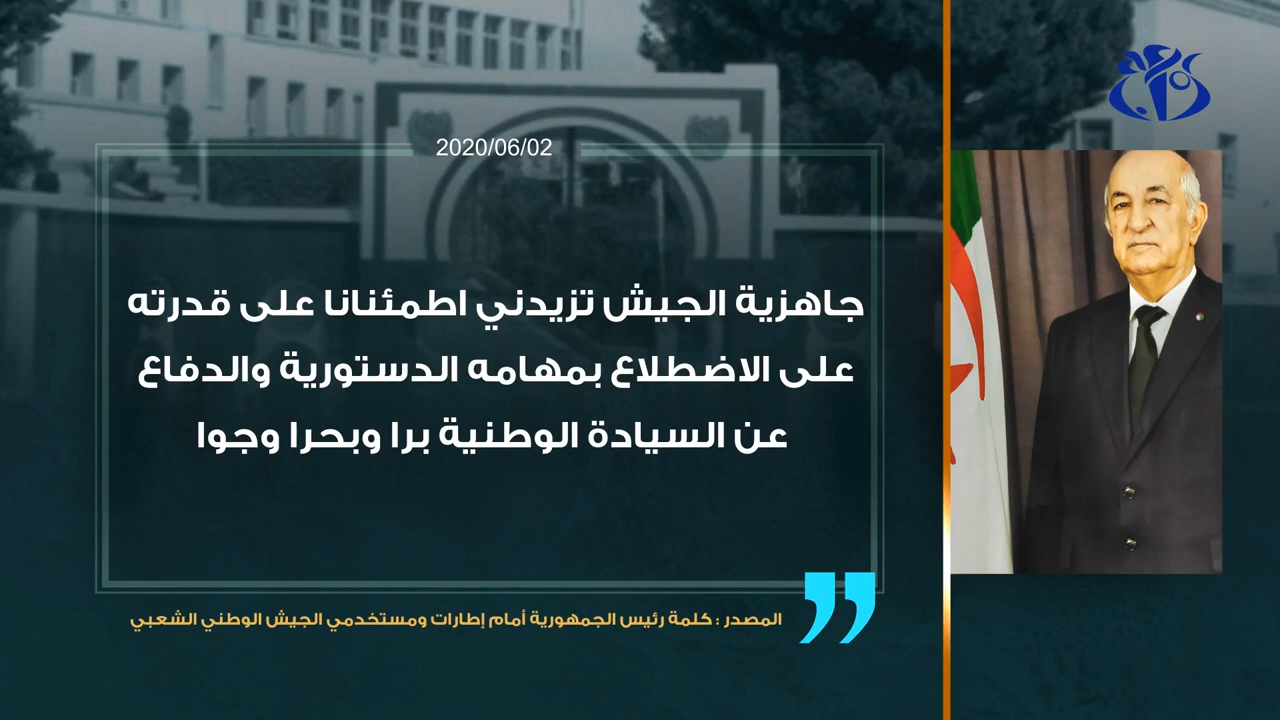 2020/06/02
جاهزية الجيش تزيدني اطمئنانا على قدرته
على الاضطلاع بمهامه الدستورية والدفاع
عن السيادة الوطنية برا وبحرا وجوا
المصدر : كلمة رئيس الجمهورية أمام إطارات ومستخدمي الجيش الوطني الشعبي